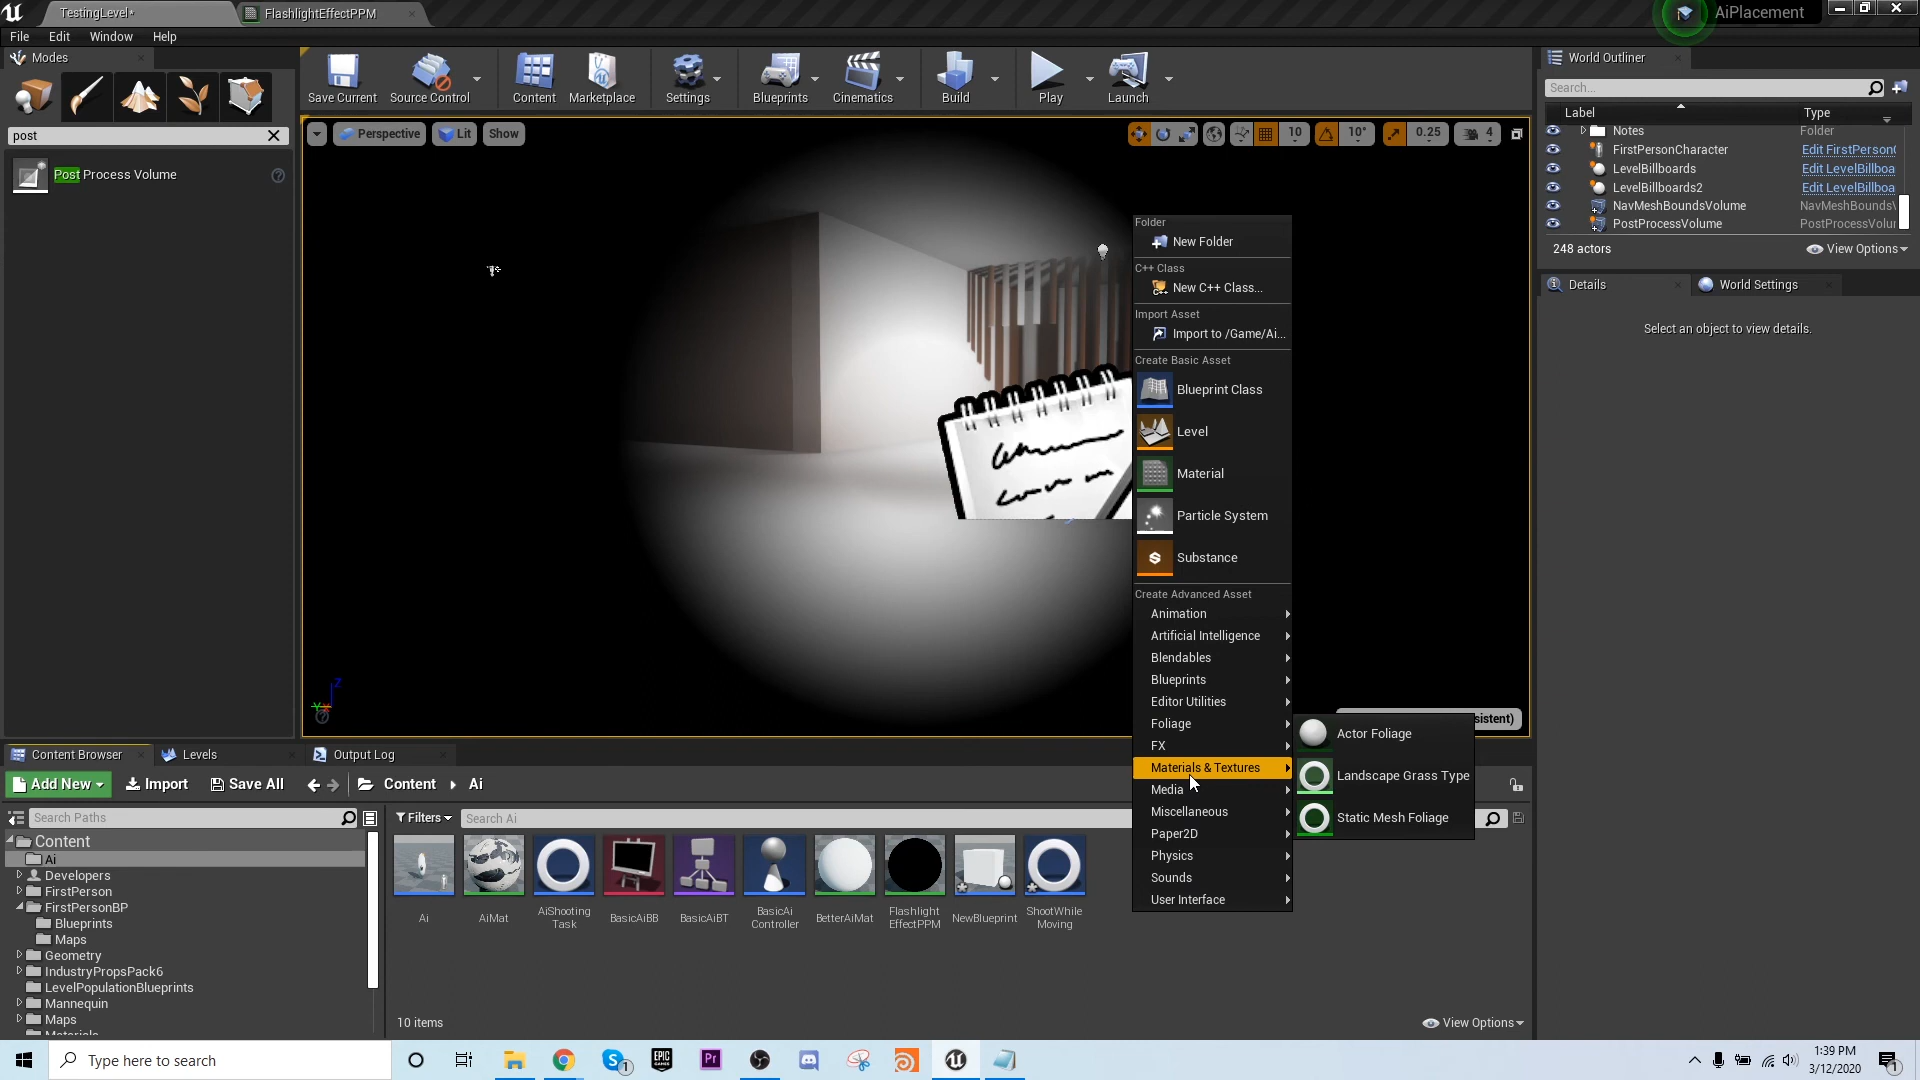 TestingLevel*
FlashlightEffectPPM
AiPlacement
File Edit Window Help
Modes
post
Post Process Volume
Save Current
Source Control
Content
Marketplace
Settings
Blueprints
Cinematics
Build
Play
Launch
Perspective
Lit
Show
10
10°
0.25
4
World Outliner
Search...
Label Type
Notes Folder
FirstPersonCharacter Edit FirstPerson(
LevelBillboards Edit LevelBillboa
LevelBillboards2 Edit LevelBillboa
NavMeshBoundsVolume NavMeshBounds\
PostProcessVolume PostProcessVolur
248 actors
View Options
Details
World Settings
Select an object to view details.
Folder
New Folder
C++ Class
New C++ Class...
Import Asset
Import to /Game/Ai...
Create Basic Asset
Blueprint Class
Level
Material
Particle System
Substance
Create Advanced Asset
Animation
Artificial Intelligence
Blendables
Blueprints
Editor Utilities
Foliage
FX
Materials & Textures
Media
Miscellaneous
Paper2D
Physics
Sounds
User Interface
Actor Foliage
Landscape Grass Type
Static Mesh Foliage
sistent)
Z
Content Browser
Levels
Output Log
Add New
Import
Save All
Content
Ai
Search Paths
Filters
Search Ai
Content
Ai
Developers
FirstPerson
FirstPersonBP
Blueprints
Maps
Geometry
IndustryPropsPack6
LevelPopulationBlueprints
Mannequin
Maps
Materials
Ai
AiMat
AiShooting
Task
BasicAiBB
BasicAiBT
BasicAi
Controller
BetterAiMat
Flashlight
EffectPPM
NewBlueprint
ShootWhile
Moving
10 items
View Options
Type here to search
1
EPIC
GAMES
Pr
1:39 PM
3/12/2020
1